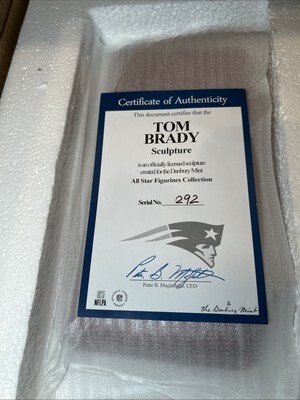 Certificate of Authenticity
This document certifies that the
TOM
BRADY
Sculpture
is an officially licensed sculpture
created for the Danbury Mint
All Star Figurines Collection
Serial No. 292
Peter B. Maglathlin, CEO
NFLPA
the Danbury Mint